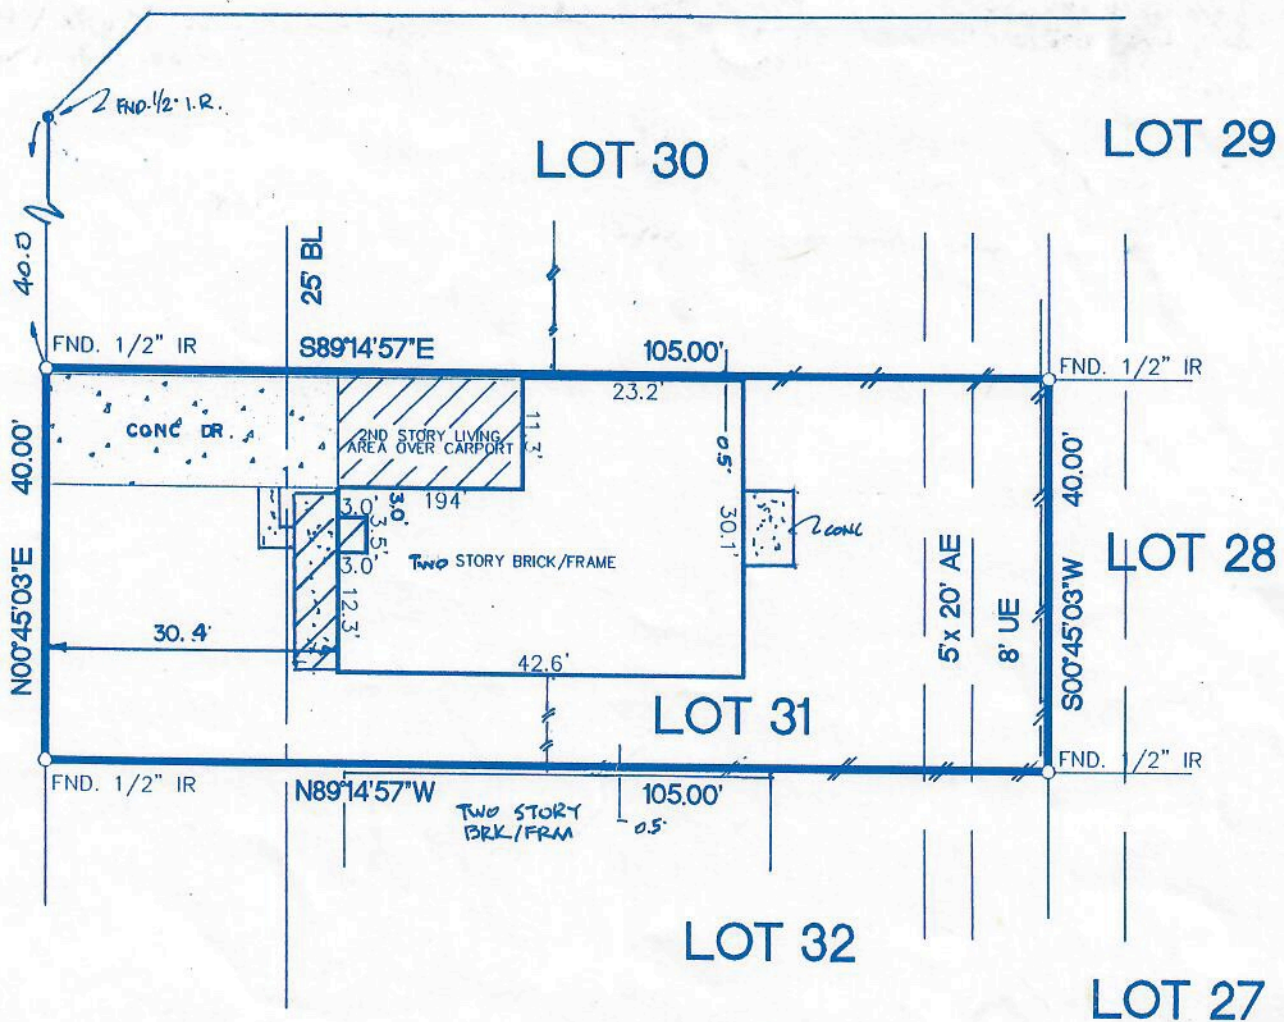 FND. 1/2" I.R.
LOT 30
LOT 29
40.0
25' BL
FND. 1/2" IR
S89°14'57"E
105.00'
FND. 1/2" IR
23.2'
CONC DR.
2ND STORY LIVING
AREA OVER CARPORT
11.3'
0.5'
N00°45'03"E 40.00'
194'
3.0'
3.0'
3.5'
3.0'
12.3'
TWO STORY BRICK/FRAME
30.1'
CONC
5'x 20' AE
8' UE
S00°45'03"W 40.00'
LOT 28
30.4'
42.6'
LOT 31
FND. 1/2" IR
N89°14'57"W
105.00'
FND. 1/2" IR
TWO STORY
BRK/FRM
0.5'
LOT 32
LOT 27